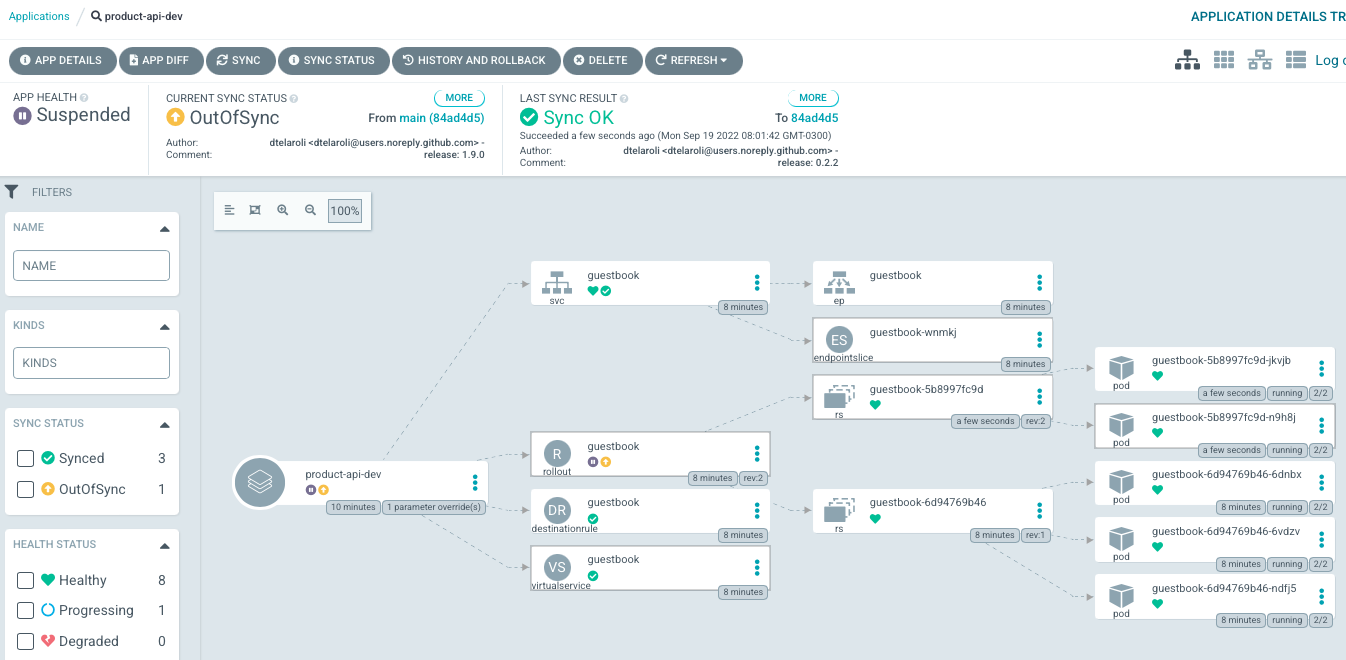 Applications / product-api-dev
APPLICATION DETAILS TR
APP DETAILS
APP DIFF
SYNC
SYNC STATUS
HISTORY AND ROLLBACK
DELETE
REFRESH
Log o
APP HEALTH
Suspended
CURRENT SYNC STATUS
MORE
OutOfSync
From main (84ad4d5)
Author: dtelaroli <dtelaroli@users.noreply.github.com> -
Comment: release: 1.9.0
LAST SYNC RESULT
MORE
Sync OK
To 84ad4d5
Succeeded a few seconds ago (Mon Sep 19 2022 08:01:42 GMT-0300)
Author: dtelaroli <dtelaroli@users.noreply.github.com> -
Comment: release: 0.2.2
FILTERS
NAME
NAME
KINDS
KINDS
SYNC STATUS
Synced 3
OutOfSync 1
HEALTH STATUS
Healthy 8
Progressing 1
Degraded 0
100%
product-api-dev
10 minutes
1 parameter override(s)
guestbook
svc
8 minutes
R
guestbook
rollout
8 minutes
rev:2
DR
guestbook
destinationrule
8 minutes
VS
guestbook
virtualservice
8 minutes
guestbook
ep
8 minutes
ES
guestbook-wnmkj
endpointslice
8 minutes
guestbook-5b8997fc9d
rs
a few seconds
rev:2
guestbook-6d94769b46
rs
8 minutes
rev:1
guestbook-5b8997fc9d-jkvjb
pod
a few seconds
running
2/2
guestbook-5b8997fc9d-n9h8j
pod
a few seconds
running
2/2
guestbook-6d94769b46-6dnbx
pod
8 minutes
running
2/2
guestbook-6d94769b46-6vdzv
pod
8 minutes
running
2/2
guestbook-6d94769b46-ndfj5
pod
8 minutes
running
2/2